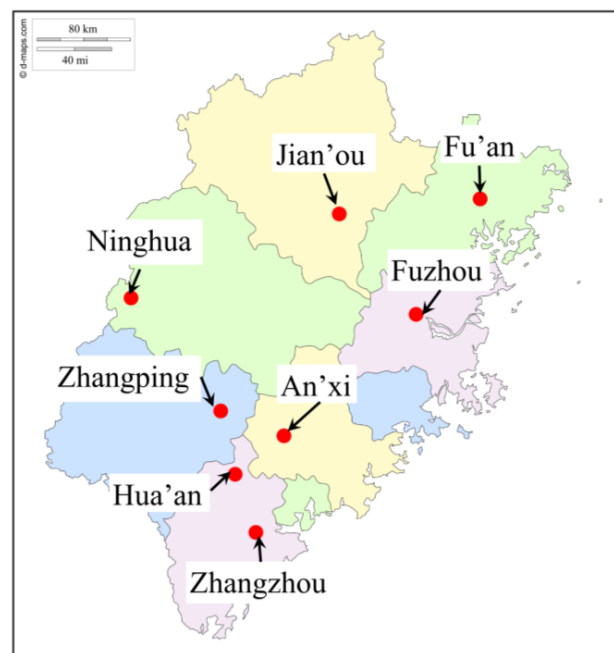 80 km
40 mi
© d-maps.com
Jian’ou
Fu’an
Ninghua
Fuzhou
Zhangping
An’xi
Hua’an
Zhangzhou